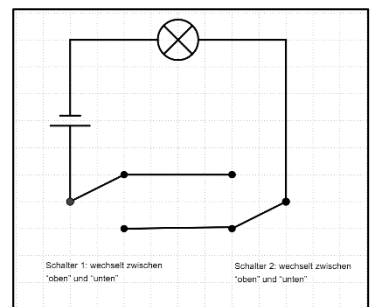 Schalter 1: wechselt zwischen
"oben" und "unten"
Schalter 2: wechselt zwischen
"oben" und "unten"